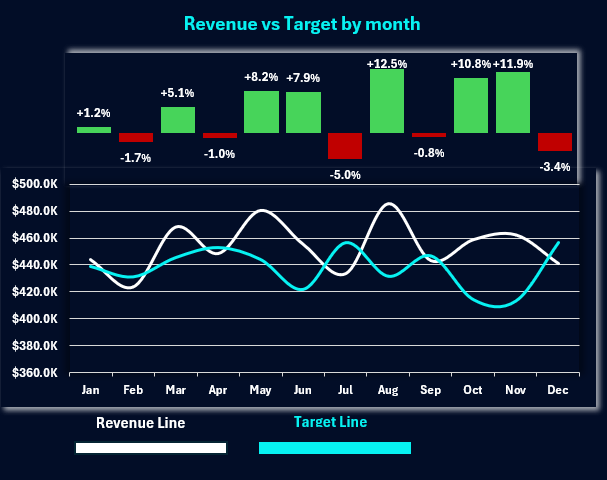 Revenue vs Target by month
+1.2% -1.7% +5.1% -1.0% +8.2% +7.9% -5.0% +12.5% -0.8% +10.8% +11.9% -3.4%
$500.0K
$480.0K
$460.0K
$440.0K
$420.0K
$400.0K
$380.0K
$360.0K
Jan Feb Mar Apr May Jun Jul Aug Sep Oct Nov Dec
Revenue Line Target Line